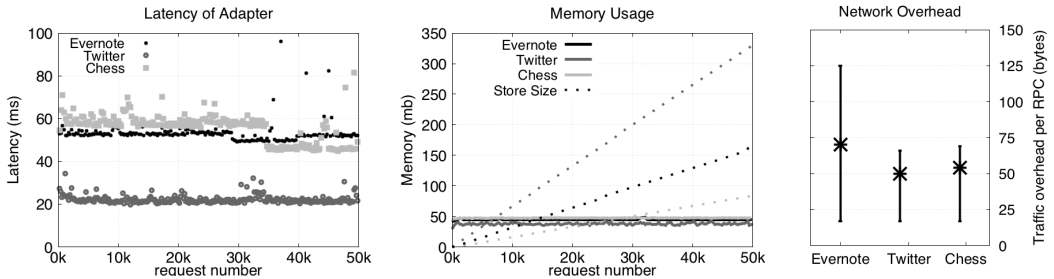 Latency of Adapter
Latency (ms)
100
80
60
40
20
0
Evernote
Twitter
Chess
0k 10k 20k 30k 40k 50k
request number
Memory Usage
Memory (mb)
350
300
250
200
150
100
50
0
Evernote
Twitter
Chess
Store Size
0k 10k 20k 30k 40k 50k
request number
Network Overhead
150
125
100
75
50
25
0
Traffic overhead per RPC (bytes)
Evernote Twitter Chess